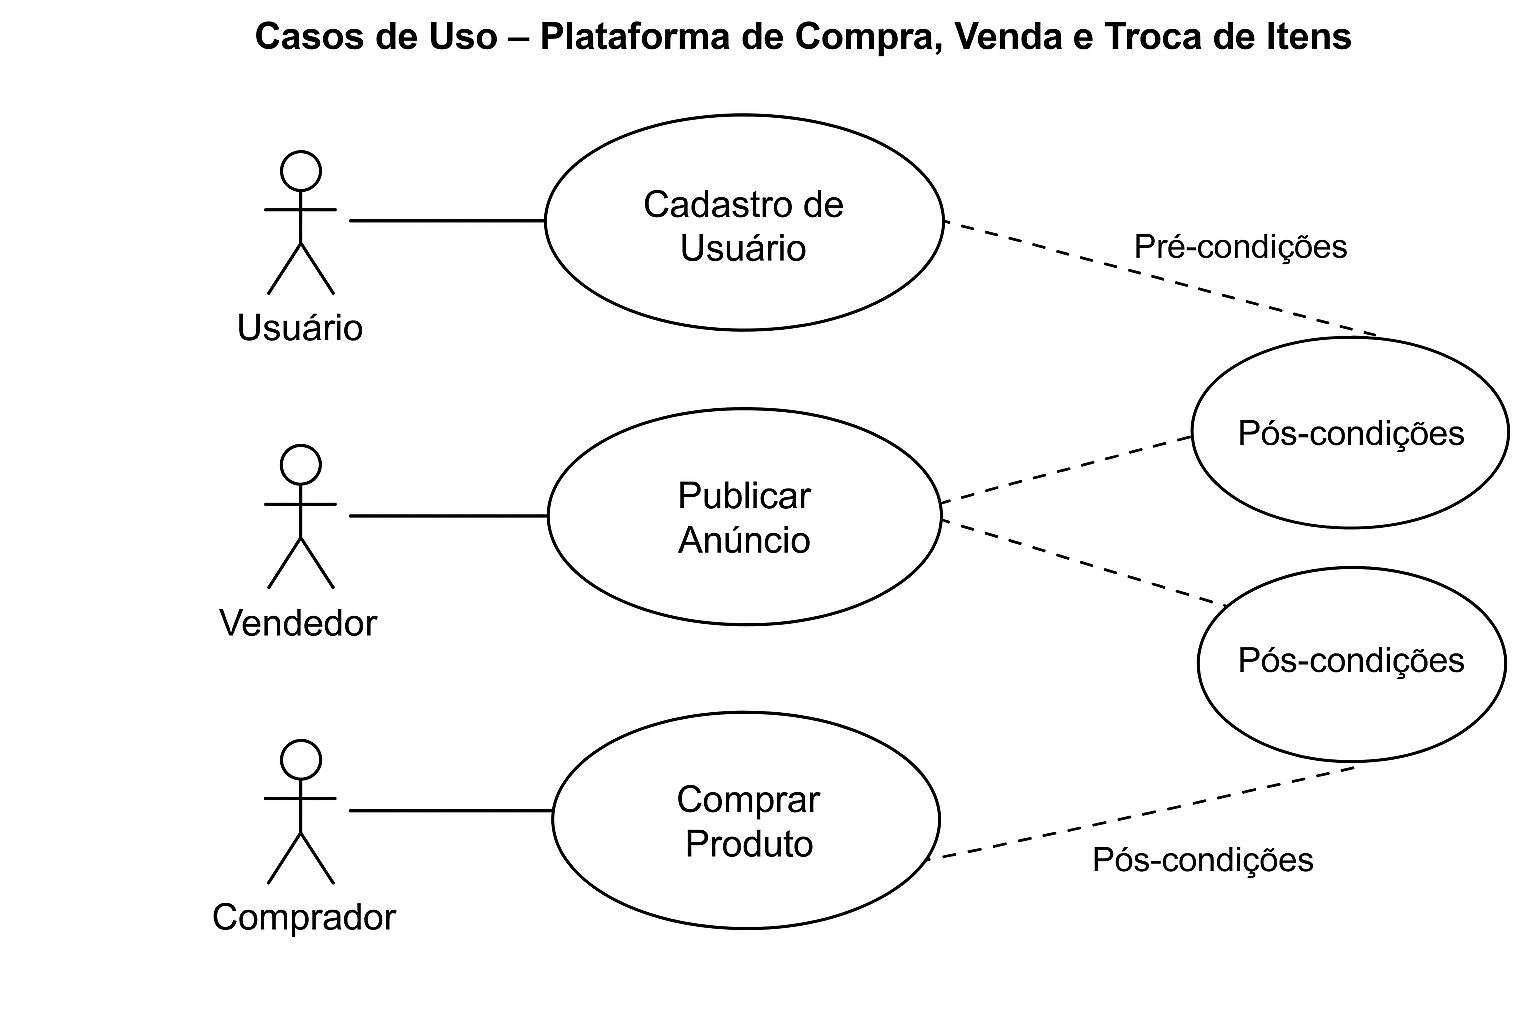 Casos de Uso – Plataforma de Compra, Venda e Troca de Itens
Cadastro de
Usuário
Usuário
Pré-condições
Pós-condições
Publicar
Anúncio
Vendedor
Pós-condições
Comprar
Produto
Comprador
Pós-condições